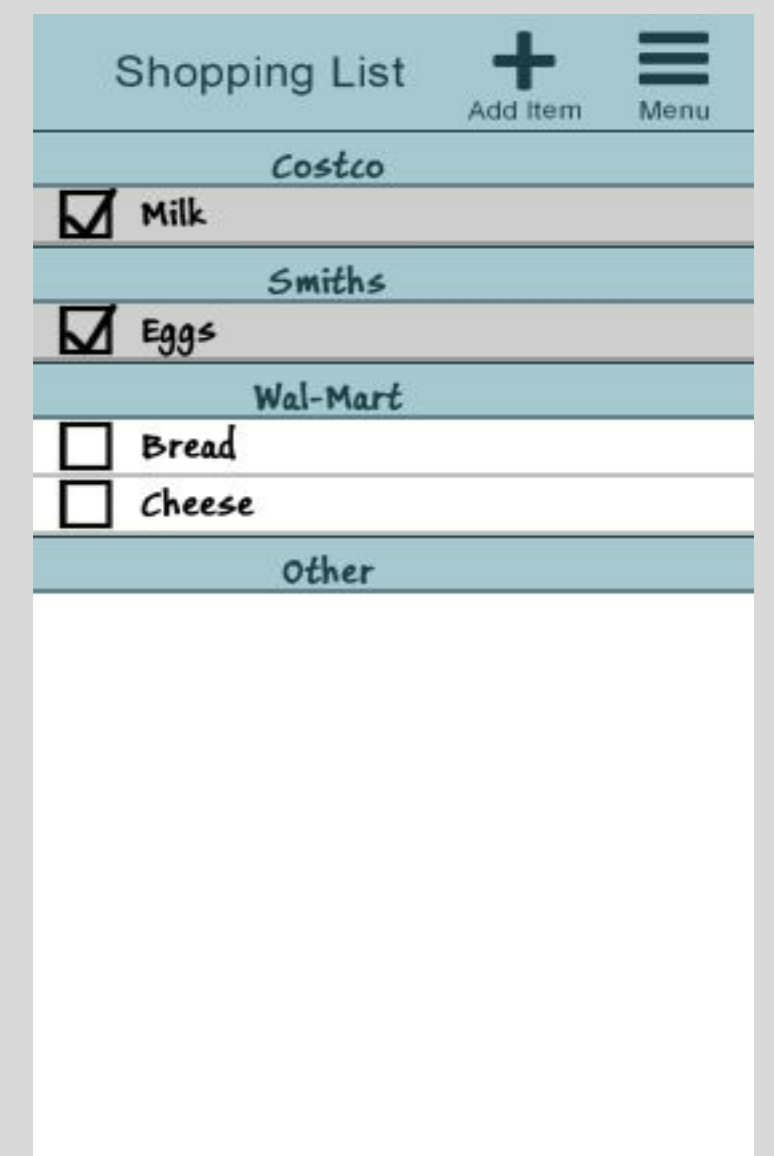 Shopping List
Add Item
Menu
Costco
Milk
Smiths
Eggs
Wal-Mart
Bread
Cheese
Other